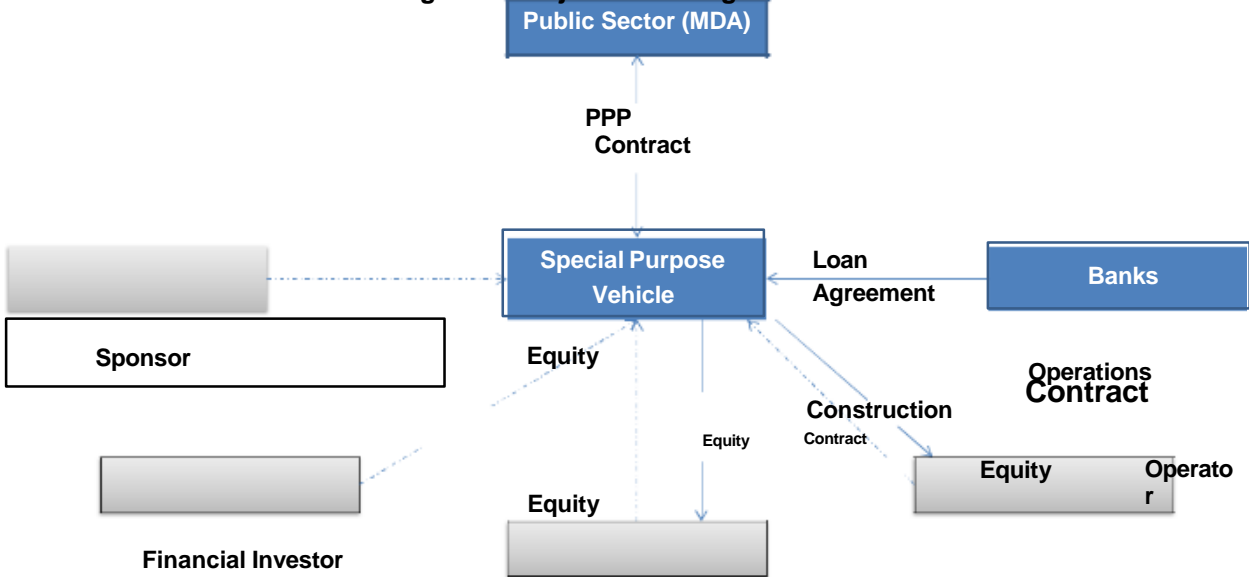 Public Sector (MDA)
PPP
Contract
Special Purpose
Vehicle
Loan
Agreement
Banks
Sponsor
Equity
Operations
Contract
Construction
Equity
Contract
Equity
Operato
r
Equity
Financial Investor